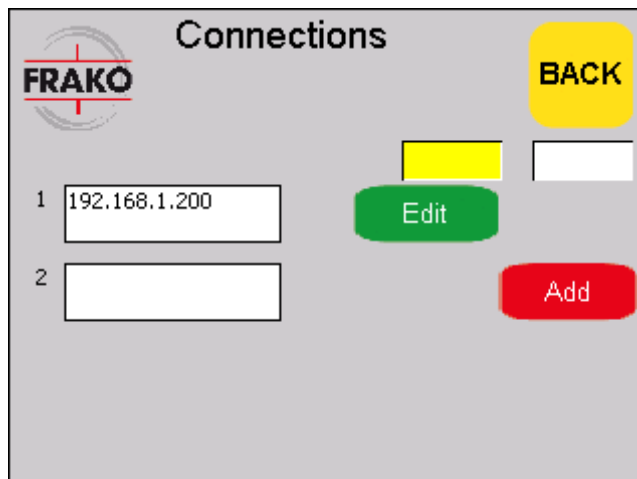 Connections
FRAKO
BACK
1 192.168.1.200
Edit
2
Add